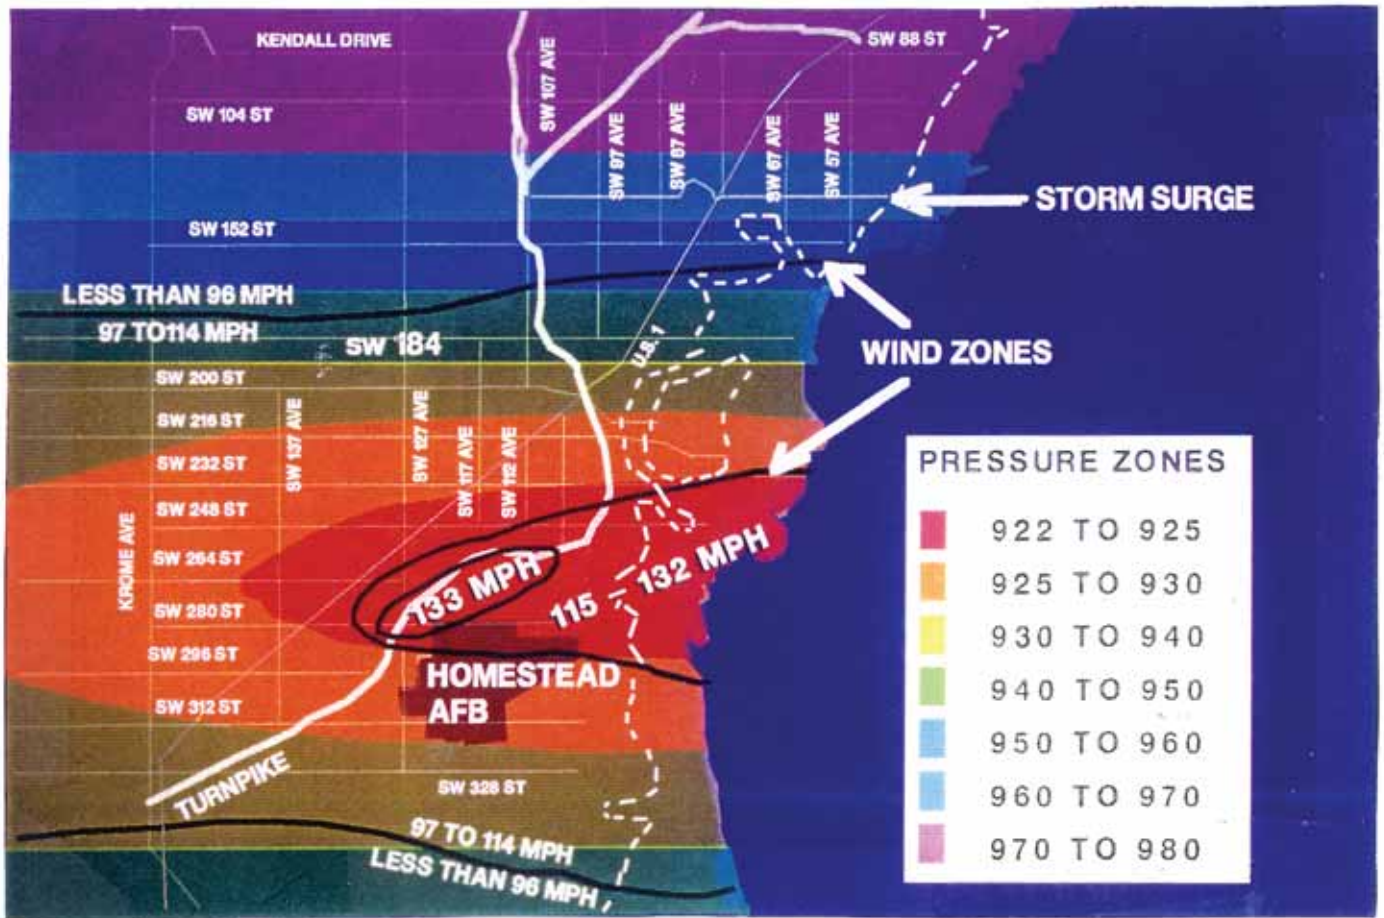 KENDALL DRIVE
SW 88 ST
SW 107 AVE
SW 104 ST
SW 97 AVE
SW 87 AVE
SW 67 AVE
SW 57 AVE
STORM SURGE
SW 152 ST
LESS THAN 96 MPH
97 TO114 MPH
SW 184
U.S. 1
WIND ZONES
SW 200 ST
SW 216 ST
SW 137 AVE
SW 127 AVE
SW 117 AVE
SW 112 AVE
SW 232 ST
SW 248 ST
KROME AVE
SW 264 ST
133 MPH
115 - 132 MPH
SW 280 ST
SW 296 ST
HOMESTEAD
AFB
SW 312 ST
TURNPIKE
SW 328 ST
97 TO 114 MPH
LESS THAN 96 MPH
PRESSURE ZONES
922 TO 925
925 TO 930
930 TO 940
940 TO 950
950 TO 960
960 TO 970
970 TO 980